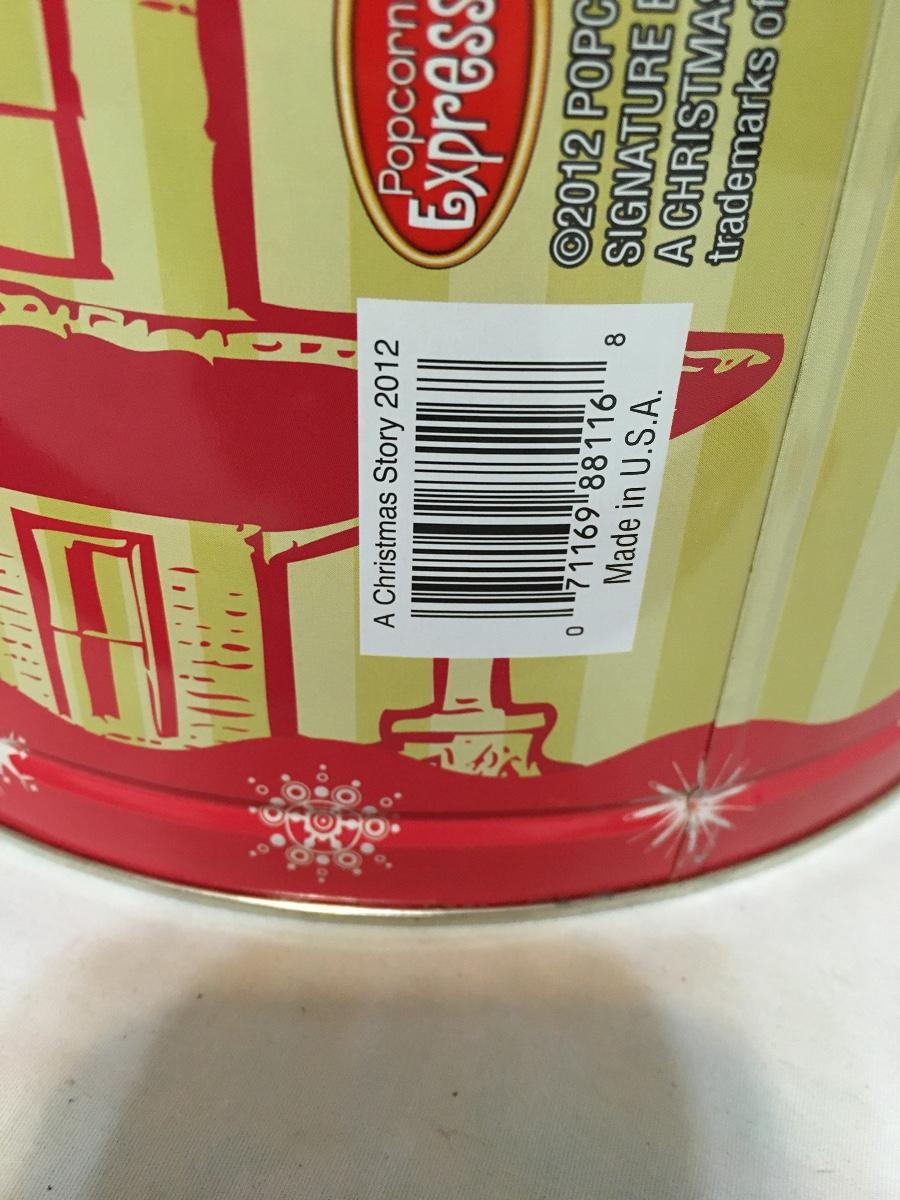 Popcorn
Express
©2012 POPC
SIGNATURE
A CHRISTMAS
trademarks of
A Christmas Story 2012
0 71169 88116 8
Made in U.S.A.